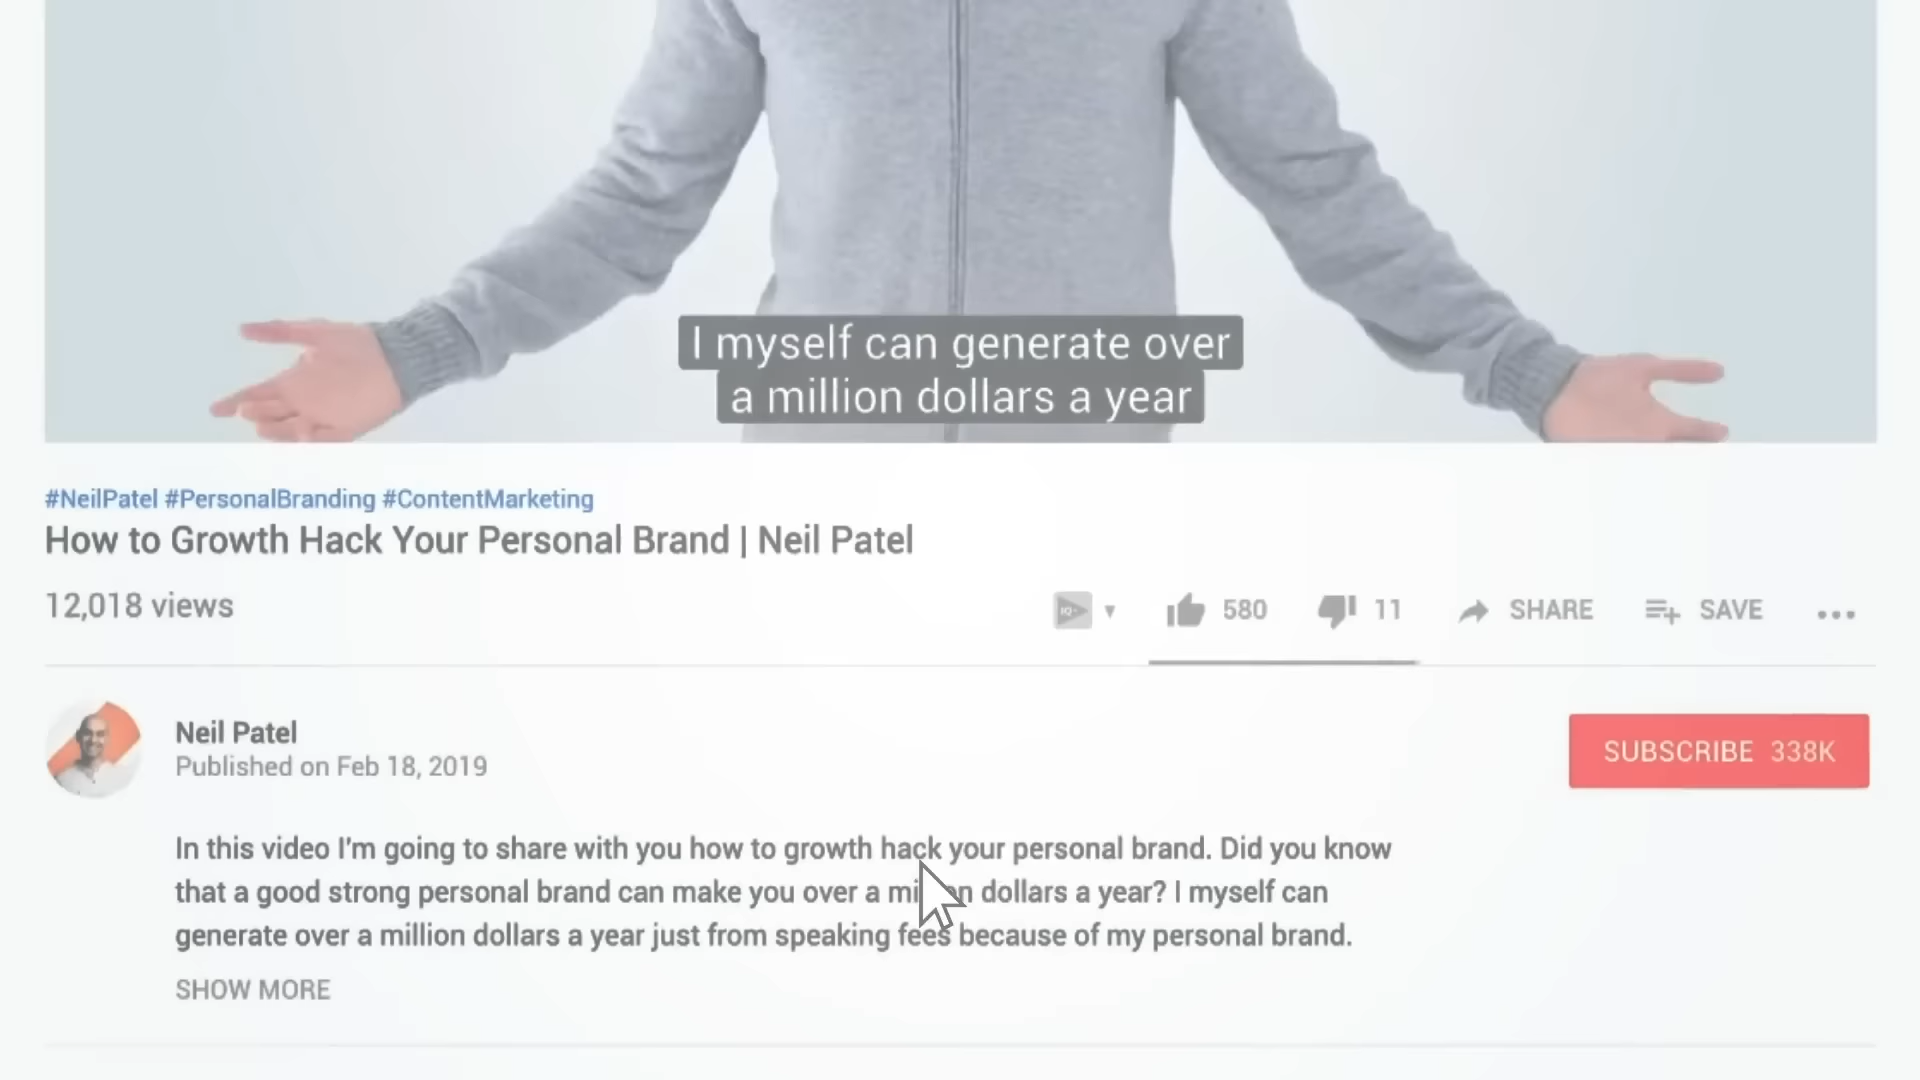 I myself can generate over
a million dollars a year
#NeilPatel #PersonalBranding #ContentMarketing
How to Growth Hack Your Personal Brand | Neil Patel
12,018 views
IQ
580
11
SHARE
SAVE
Neil Patel
Published on Feb 18, 2019
SUBSCRIBE 338K
In this video I'm going to share with you how to growth hack your personal brand. Did you know
that a good strong personal brand can make you over a million dollars a year? I myself can
generate over a million dollars a year just from speaking fees because of my personal brand.
SHOW MORE